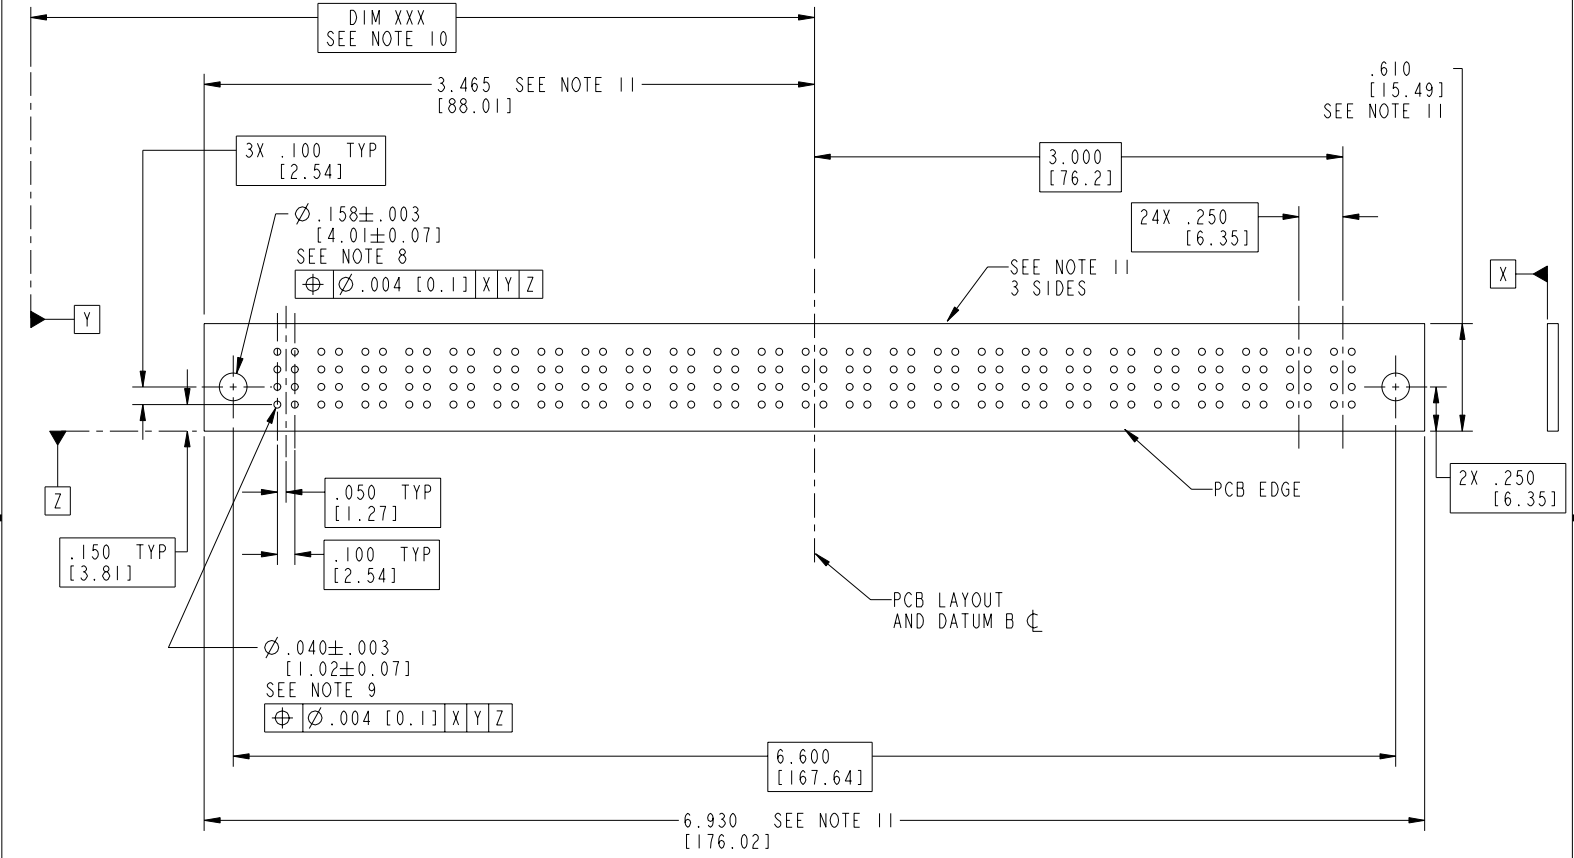 DIM XXX
SEE NOTE 10
3.465 SEE NOTE 11
[88.01]
.610
[15.49]
SEE NOTE 11
3X .100 TYP
[2.54]
3.000
[76.2]
⌀.158±.003
[4.01±0.07]
SEE NOTE 8
⌖ ⌀.004 [0.1] X Y Z
24X .250
[6.35]
SEE NOTE 11
3 SIDES
X
Y
Z
.050 TYP
[1.27]
PCB EDGE
2X .250
[6.35]
.150 TYP
[3.81]
.100 TYP
[2.54]
PCB LAYOUT
AND DATUM B ℄
⌀.040±.003
[1.02±0.07]
SEE NOTE 9
⌖ ⌀.004 [0.1] X Y Z
6.600
[167.64]
6.930 SEE NOTE 11
[176.02]